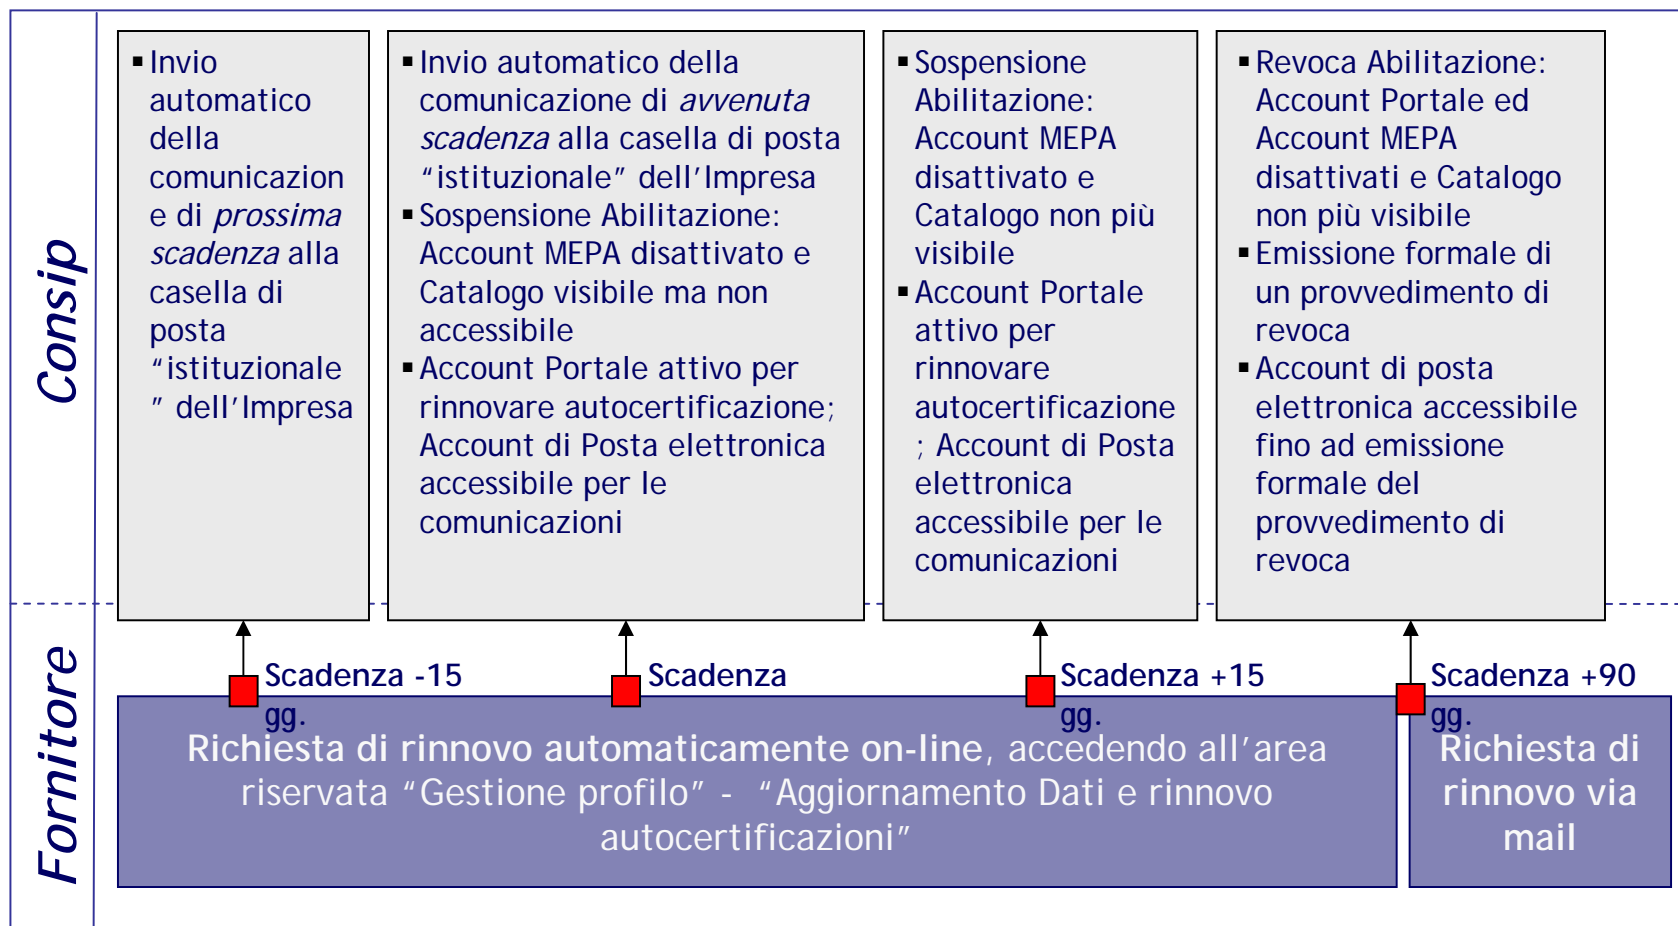 Consip
▪ Invio
automatico
della
comunicazion
e di prossima
scadenza alla
casella di
posta
“istituzionale
” dell’Impresa
▪ Invio automatico della
comunicazione di avvenuta
scadenza alla casella di posta
“istituzionale” dell’Impresa
▪ Sospensione Abilitazione:
Account MEPA disattivato e
Catalogo visibile ma non
accessibile
▪ Account Portale attivo per
rinnovare autocertificazione;
Account di Posta elettronica
accessibile per le
comunicazioni
▪ Sospensione
Abilitazione:
Account MEPA
disattivato e
Catalogo non più
visibile
▪ Account Portale
attivo per
rinnovare
autocertificazione
; Account di Posta
elettronica
accessibile per le
comunicazioni
▪ Revoca Abilitazione:
Account Portale ed
Account MEPA
disattivati e Catalogo
non più visibile
▪ Emissione formale di
un provvedimento di
revoca
▪ Account di posta
elettronica accessibile
fino ad emissione
formale del
provvedimento di
revoca
Fornitore
Scadenza -15
gg.
Scadenza
Scadenza +15
gg.
Scadenza +90
gg.
Richiesta di rinnovo automaticamente on-line, accedendo all’area
riservata “Gestione profilo” - “Aggiornamento Dati e rinnovo
autocertificazioni”
Richiesta di
rinnovo via
mail